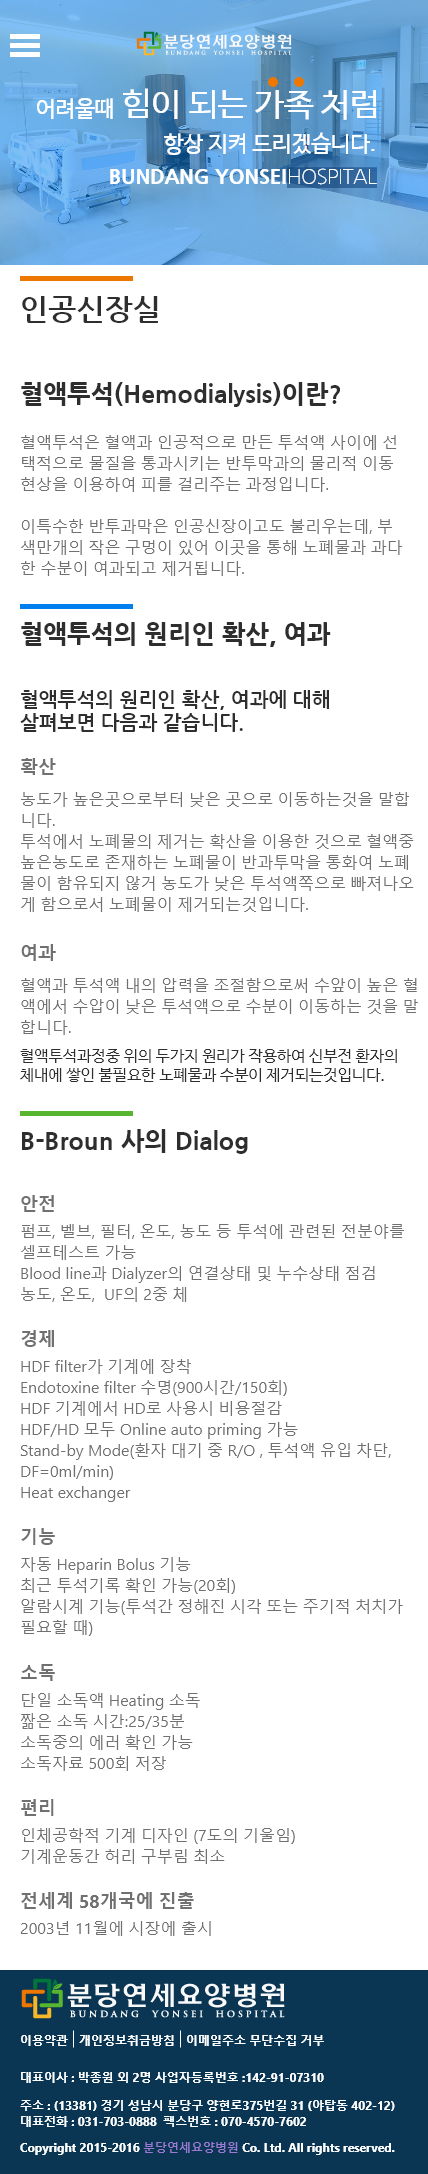 분당연세요양병원
BUNDANG YONSEI HOSPITAL
어려울때 힘이 되는 가족 처럼
항상 지켜 드리겠습니다.
BUNDANG YONSEIHOSPITAL
인공신장실
혈액투석(Hemodialysis)이란?
혈액투석은 혈액과 인공적으로 만든 투석액 사이에 선
택적으로 물질을 통과시키는 반투막과의 물리적 이동
현상을 이용하여 피를 걸리주는 과정입니다.
이특수한 반투과막은 인공신장이고도 불리우는데, 부
색만개의 작은 구멍이 있어 이곳을 통해 노폐물과 과다
한 수분이 여과되고 제거됩니다.
혈액투석의 원리인 확산, 여과
혈액투석의 원리인 확산, 여과에 대해
살펴보면 다음과 같습니다.
확산
농도가 높은곳으로부터 낮은 곳으로 이동하는것을 말합
니다.
투석에서 노폐물의 제거는 확산을 이용한 것으로 혈액중
높은농도로 존재하는 노폐물이 반과투막을 통화여 노폐
물이 함유되지 않거 농도가 낮은 투석액쪽으로 빠져나오
게 함으로서 노폐물이 제거되는것입니다.
여과
혈액과 투석액 내의 압력을 조절함으로써 수앞이 높은 혈
액에서 수압이 낮은 투석액으로 수분이 이동하는 것을 말
합니다.
혈액투석과정중 위의 두가지 원리가 작용하여 신부전 환자의
체내에 쌓인 불필요한 노폐물과 수분이 제거되는것입니다.
B-Broun 사의 Dialog
안전
펌프, 벨브, 필터, 온도, 농도 등 투석에 관련된 전분야를
셀프테스트 가능
Blood line과 Dialyzer의 연결상태 및 누수상태 점검
농도, 온도, UF의 2중 체
경제
HDF filter가 기계에 장착
Endotoxine filter 수명(900시간/150회)
HDF 기계에서 HD로 사용시 비용절감
HDF/HD 모두 Online auto priming 가능
Stand-by Mode(환자 대기 중 R/O , 투석액 유입 차단,
DF=0ml/min)
Heat exchanger
기능
자동 Heparin Bolus 기능
최근 투석기록 확인 가능(20회)
알람시계 기능(투석간 정해진 시각 또는 주기적 처치가
필요할 때)
소독
단일 소독액 Heating 소독
짧은 소독 시간:25/35분
소독중의 에러 확인 가능
소독자료 500회 저장
편리
인체공학적 기계 디자인 (7도의 기울임)
기계운동간 허리 구부림 최소
전세계 58개국에 진출
2003년 11월에 시장에 출시
분당연세요양병원
BUNDANG YONSEI HOSPITAL
이용약관 | 개인정보취금방침 | 이메일주소 무단수집 거부
대표이사 : 박종원 외 2명 사업자등록번호 :142-91-07310
주소 : (13381) 경기 성남시 분당구 양현로375번길 31 (야탑동 402-12)
대표전화 : 031-703-0888 팩스번호 : 070-4570-7602
Copyright 2015-2016 분당연세요양병원 Co. Ltd. All rights reserved.